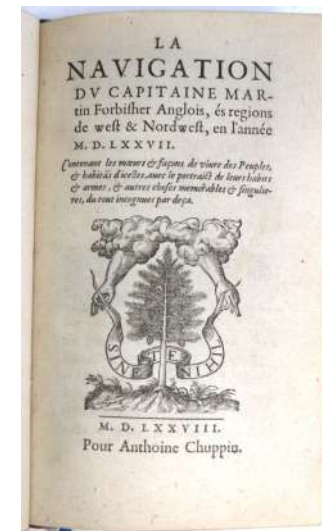 LA
NAVIGATION
DV CAPITAINE MAR-
tin Forbisher Anglois, és regions
de west & Nordwest, en l'année
M. D. LXXVII.
Contenant les mœurs & façons de viure des Peuples,
& habitãs d'icelles, auec le portraict de leurs habits
& armes, & autres choses memorables & singulie-
res, du tout incognues par deça.
SINE TE NIHIL
M. D. LXXVIII.
Pour Anthoine Chuppin.